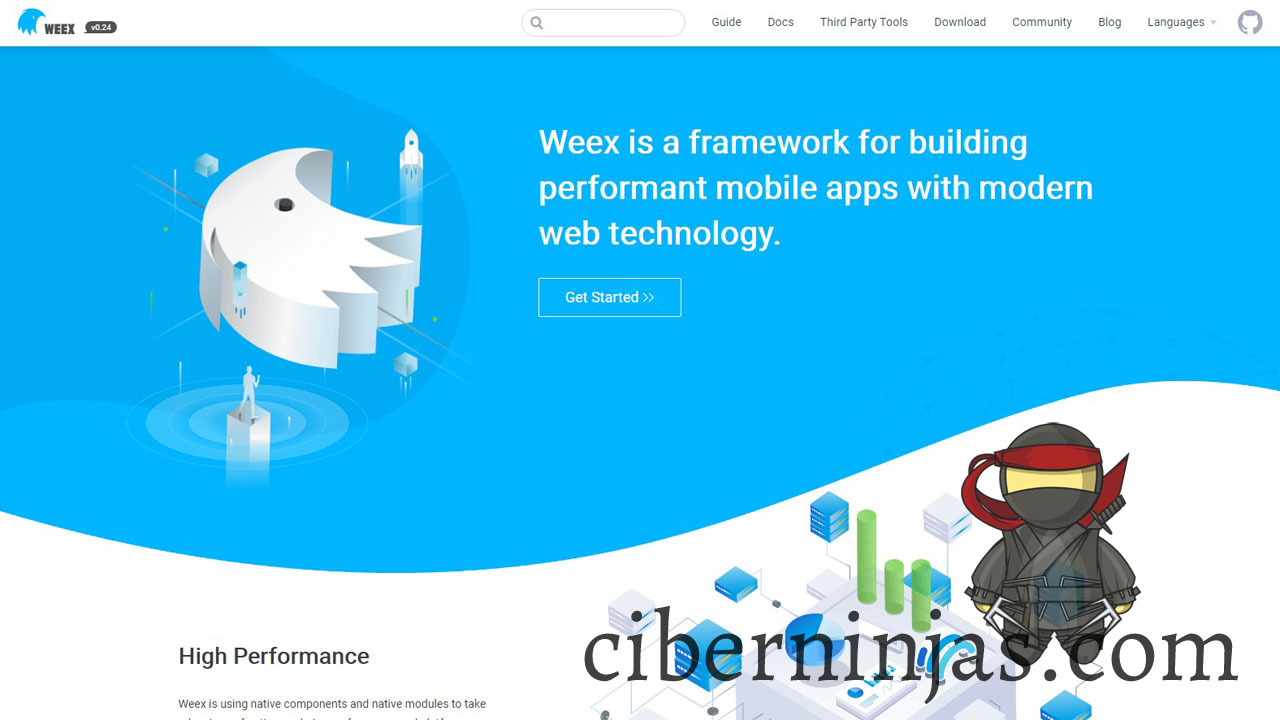 WEEX v0.24
Guide Docs Third Party Tools Download Community Blog Languages
Weex is a framework for building
performant mobile apps with modern
web technology.
Get Started
High Performance
Weex is using native components and native modules to take
ciberninjas.com